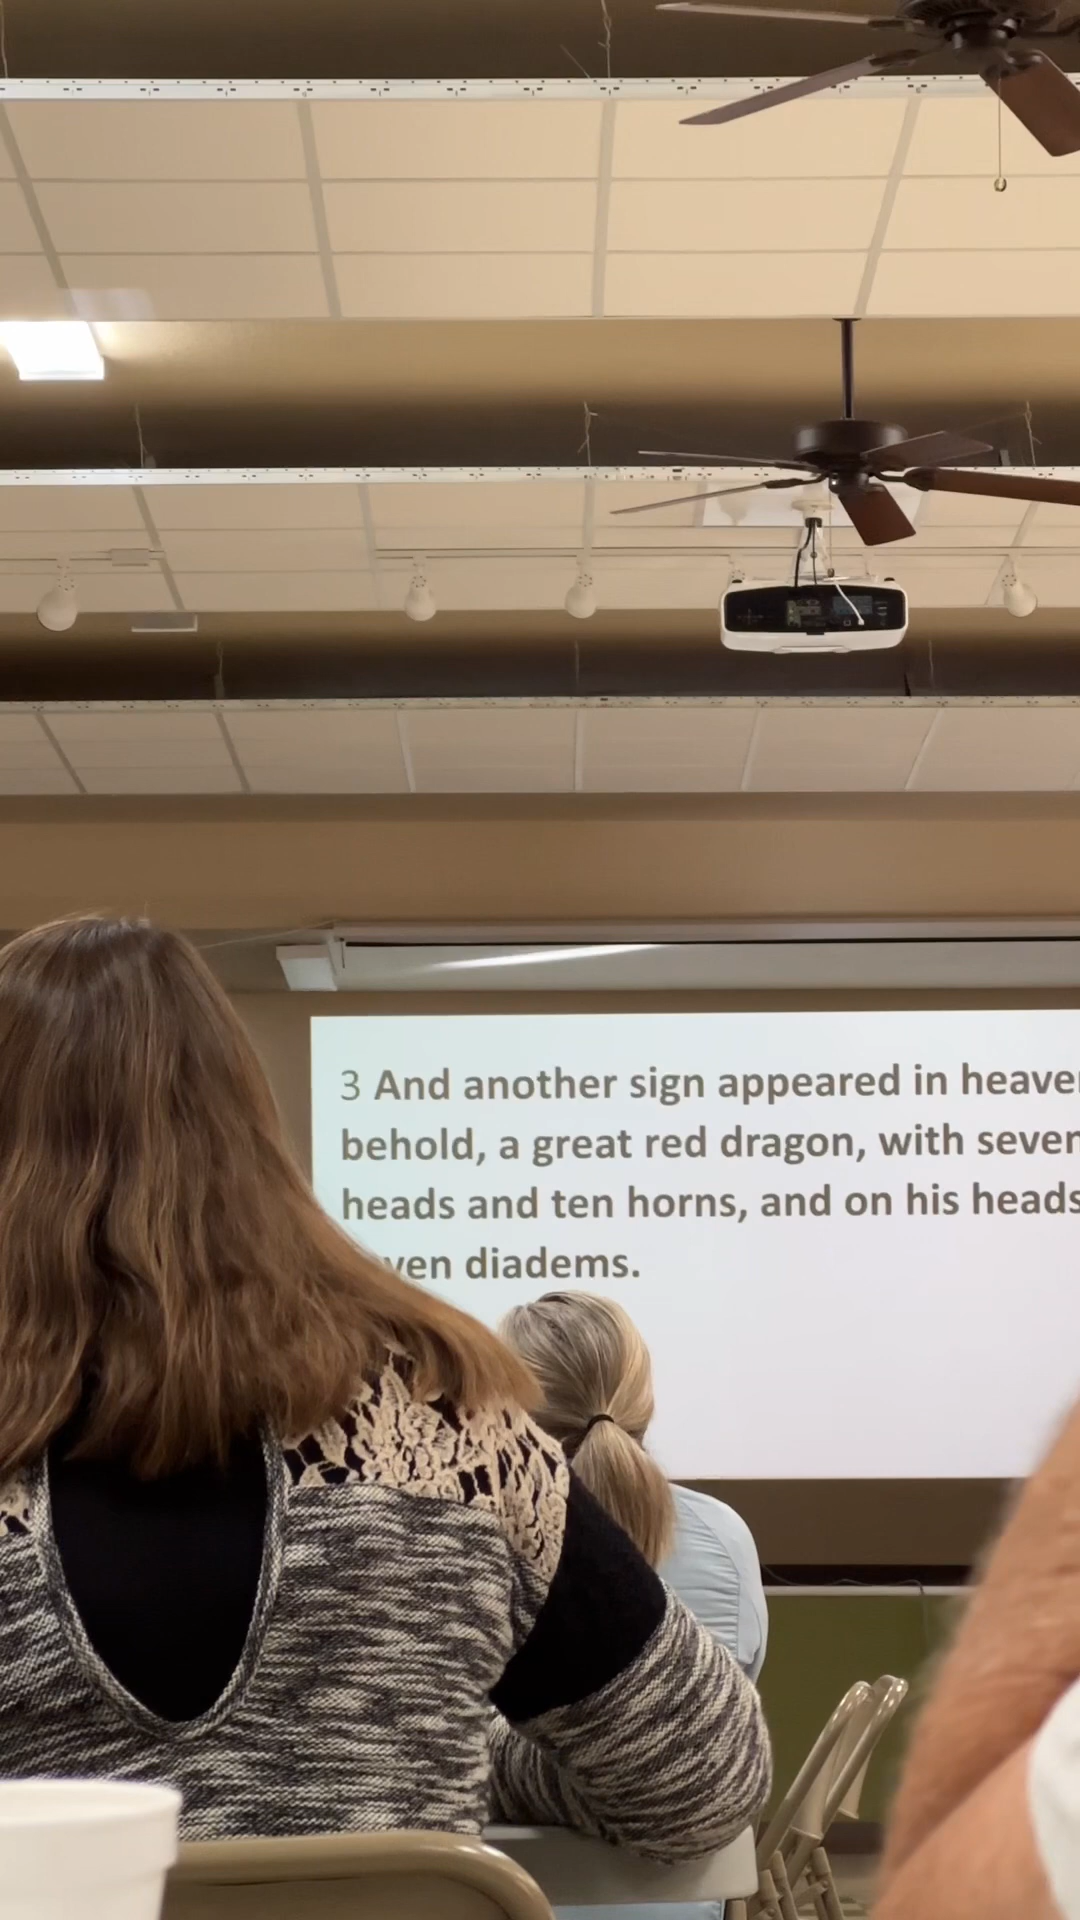 3 And another sign appeared in heave
behold, a great red dragon, with seven
heads and ten horns, and on his heads
ven diadems.